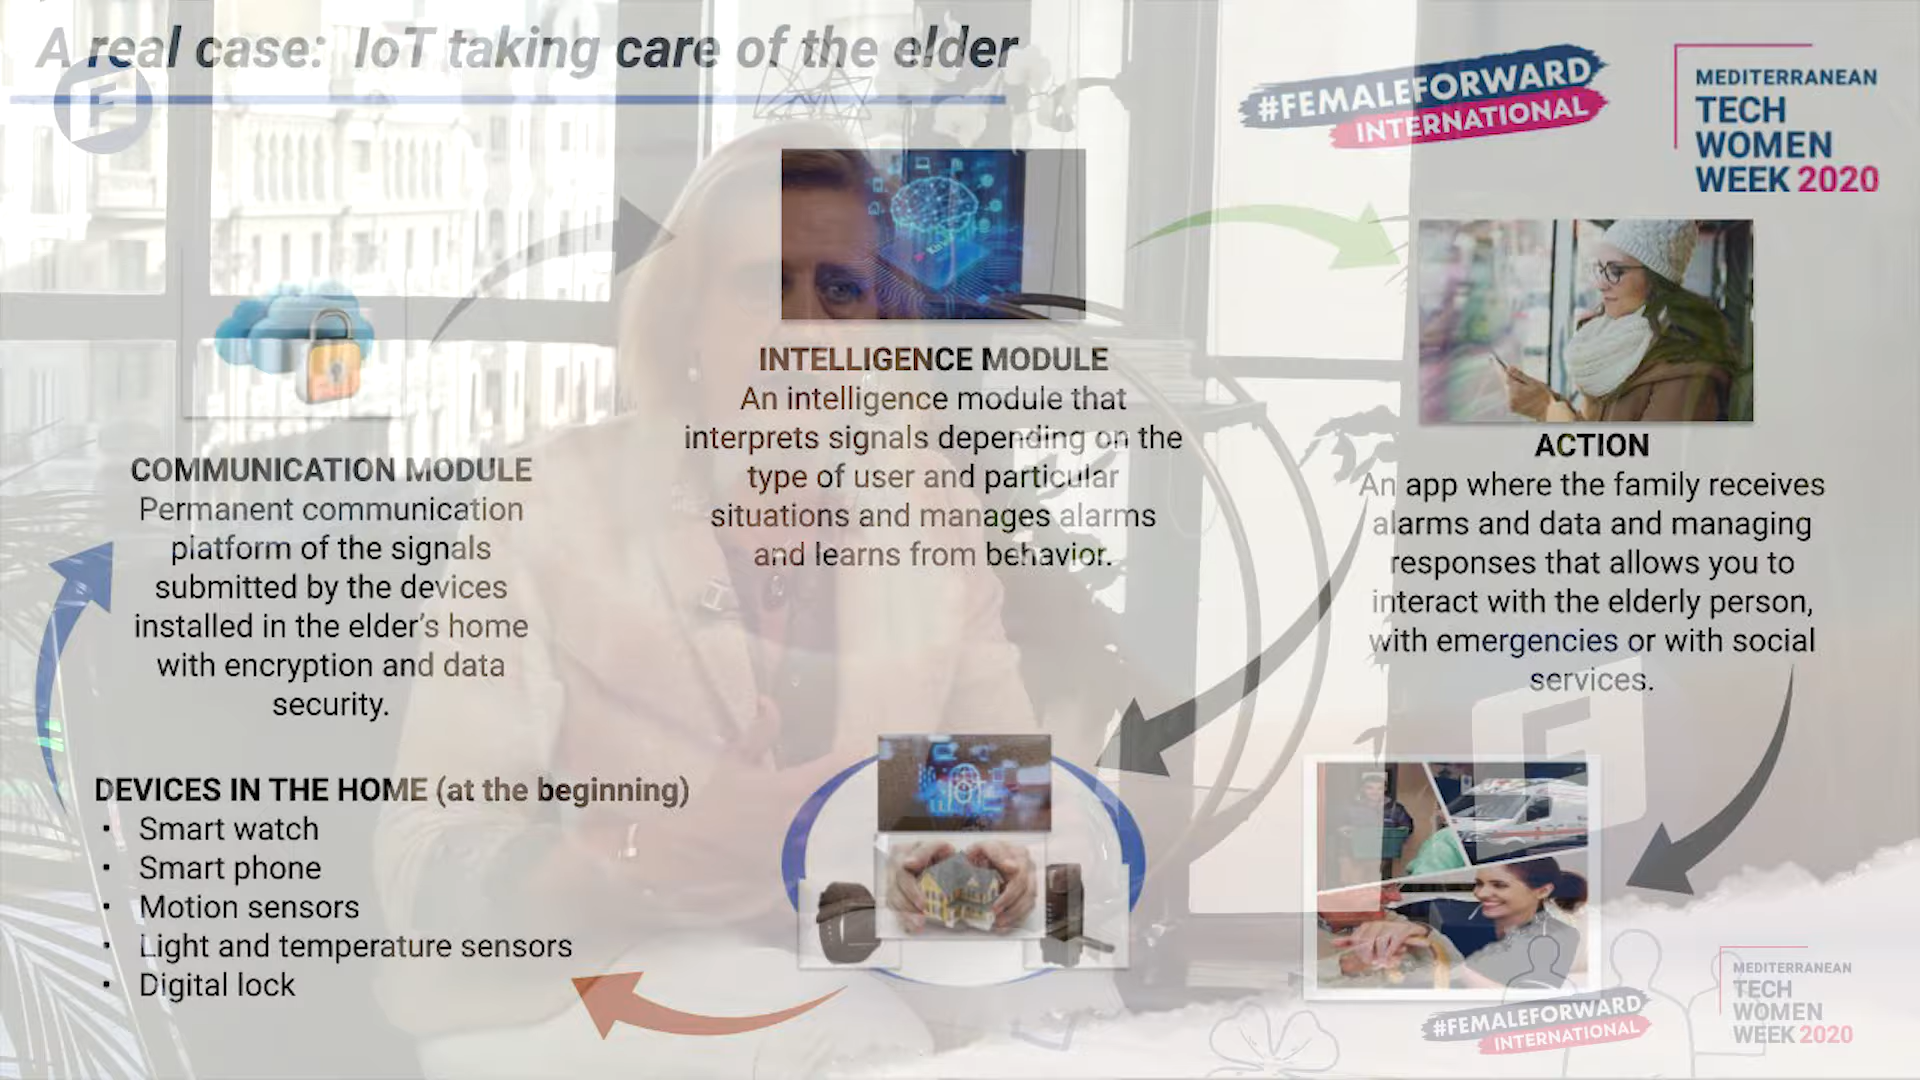 A real case: IoT taking care of the elder
F
#FEMALEFORWARD
INTERNATIONAL
MEDITERRANEAN
TECH
WOMEN
WEEK 2020
COMMUNICATION MODULE
Permanent communication
platform of the signals
submitted by the devices
installed in the elder's home
with encryption and data
security.
INTELLIGENCE MODULE
An intelligence module that
interprets signals depending on the
type of user and particular
situations and manages alarms
and learns from behavior.
ACTION
An app where the family receives
alarms and data and managing
responses that allows you to
interact with the elderly person,
with emergencies or with social
services.
DEVICES IN THE HOME (at the beginning)
· Smart watch
· Smart phone
· Motion sensors
· Light and temperature sensors
· Digital lock
F
#FEMALEFORWARD
INTERNATIONAL
MEDITERRANEAN
TECH
WOMEN
WEEK 2020